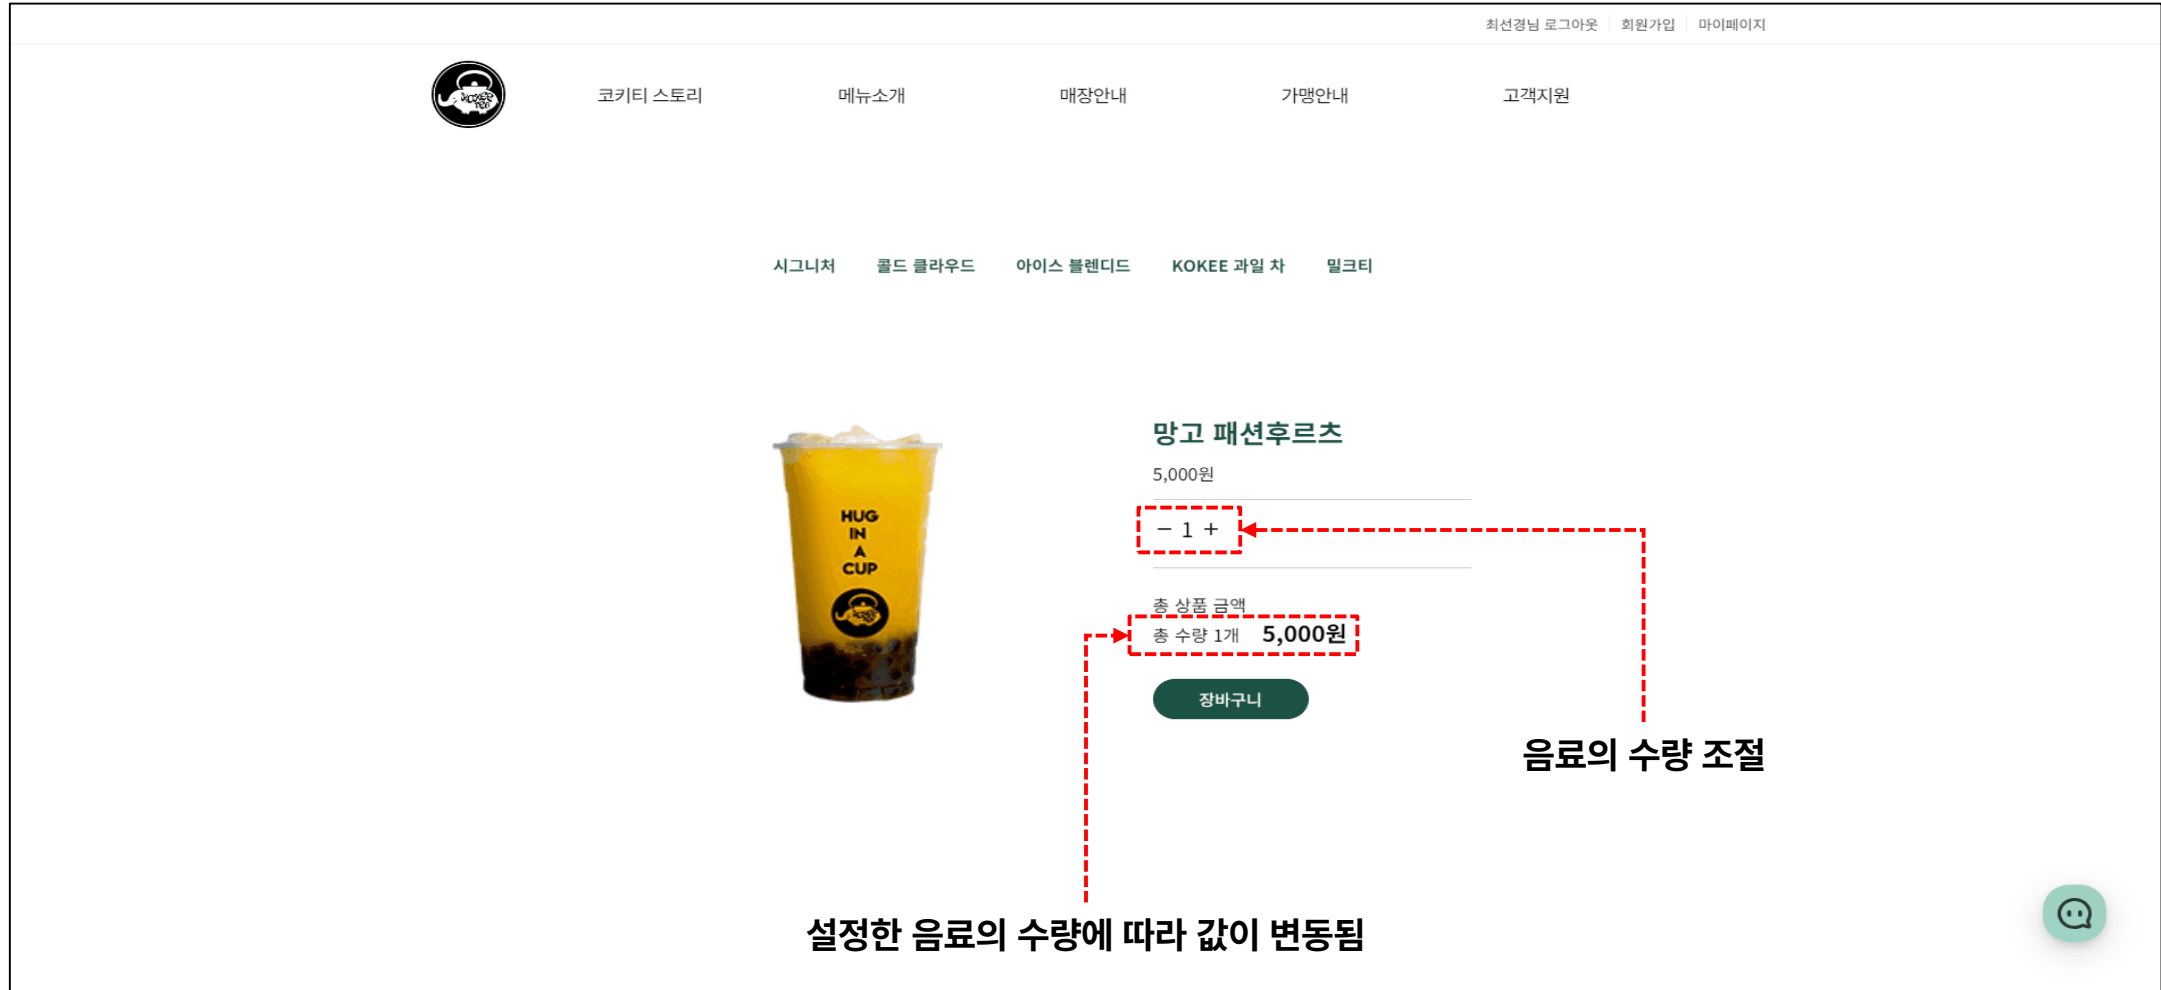 최선경님 로그아웃 회원가입 마이페이지
KOKEE TEA
코키티 스토리 메뉴소개 매장안내 가맹안내 고객지원
시그니처 콜드 클라우드 아이스 블렌디드 KOKEE 과일 차 밀크티
망고 패션후르츠
5,000원
− 1 +
총 상품 금액
총 수량 1개 5,000원
장바구니
HUG
IN
A
CUP
음료의 수량 조절
설정한 음료의 수량에 따라 값이 변동됨